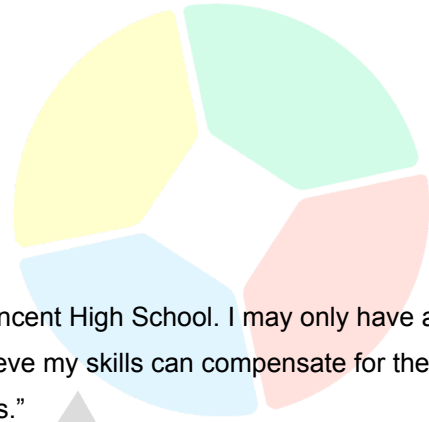 ncent High School. I may only have a
eve my skills can compensate for the
s.”